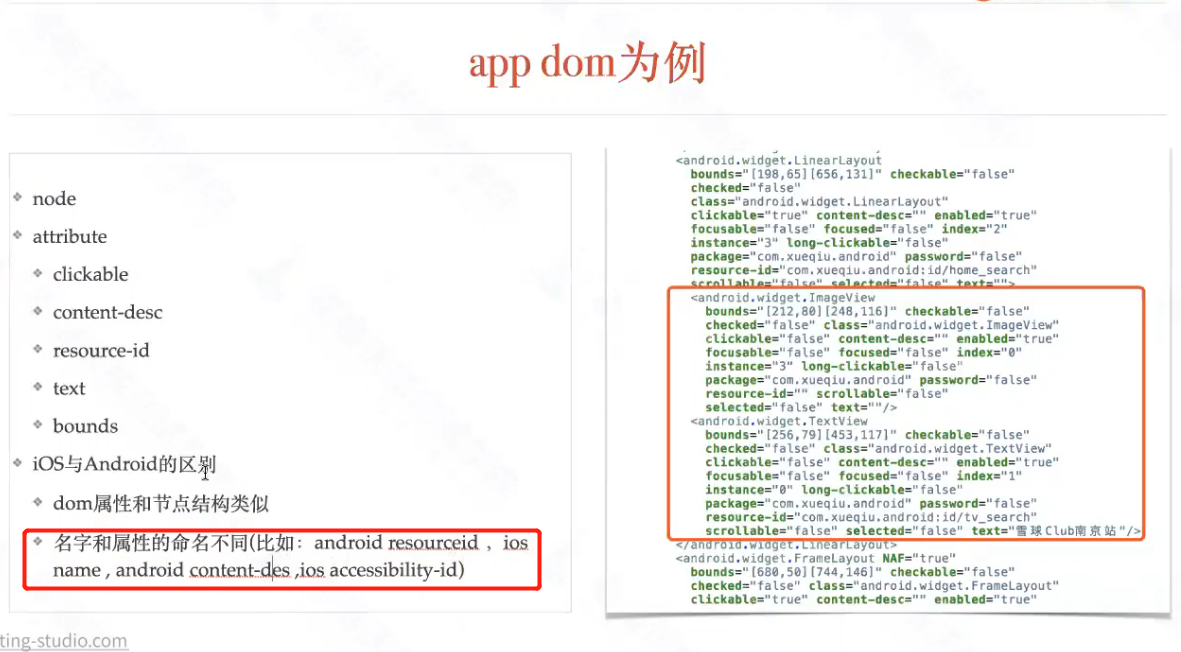 app dom为例
node
attribute
clickable
content-desc
resource-id
text
bounds
iOS与Android的区别
dom属性和节点结构类似
名字和属性的命名不同(比如：android resourceid ，ios
name , android content-des ,ios accessibility-id)
<android.widget.LinearLayout
bounds="[198,65][656,131]" checkable="false"
checked="false"
class="android.widget.LinearLayout"
clickable="true" content-desc="" enabled="true"
focusable="false" focused="false" index="2"
instance="3" long-clickable="false"
package="com.xueqiu.android" password="false"
resource-id="com.xueqiu.android:id/home_search"
scrollable="false" selected="false" text="">
<android.widget.ImageView
bounds="[212,80][248,116]" checkable="false"
checked="false" class="android.widget.ImageView"
clickable="false" content-desc="" enabled="true"
focusable="false" focused="false" index="0"
instance="3" long-clickable="false"
package="com.xueqiu.android" password="false"
resource-id="" scrollable="false"
selected="false" text=""/>
<android.widget.TextView
bounds="[256,79][453,117]" checkable="false"
checked="false" class="android.widget.TextView"
clickable="false" content-desc="" enabled="true"
focusable="false" focused="false" index="1"
instance="0" long-clickable="false"
package="com.xueqiu.android" password="false"
resource-id="com.xueqiu.android:id/tv_search"
scrollable="false" selected="false" text="雪球Club南京站"/>
</android.widget.LinearLayout>
<android.widget.FrameLayout NAF="true"
bounds="[680,50][744,146]" checkable="false"
checked="false" class="android.widget.FrameLayout"
clickable="true" content-desc="" enabled="true"
ting-studio.com